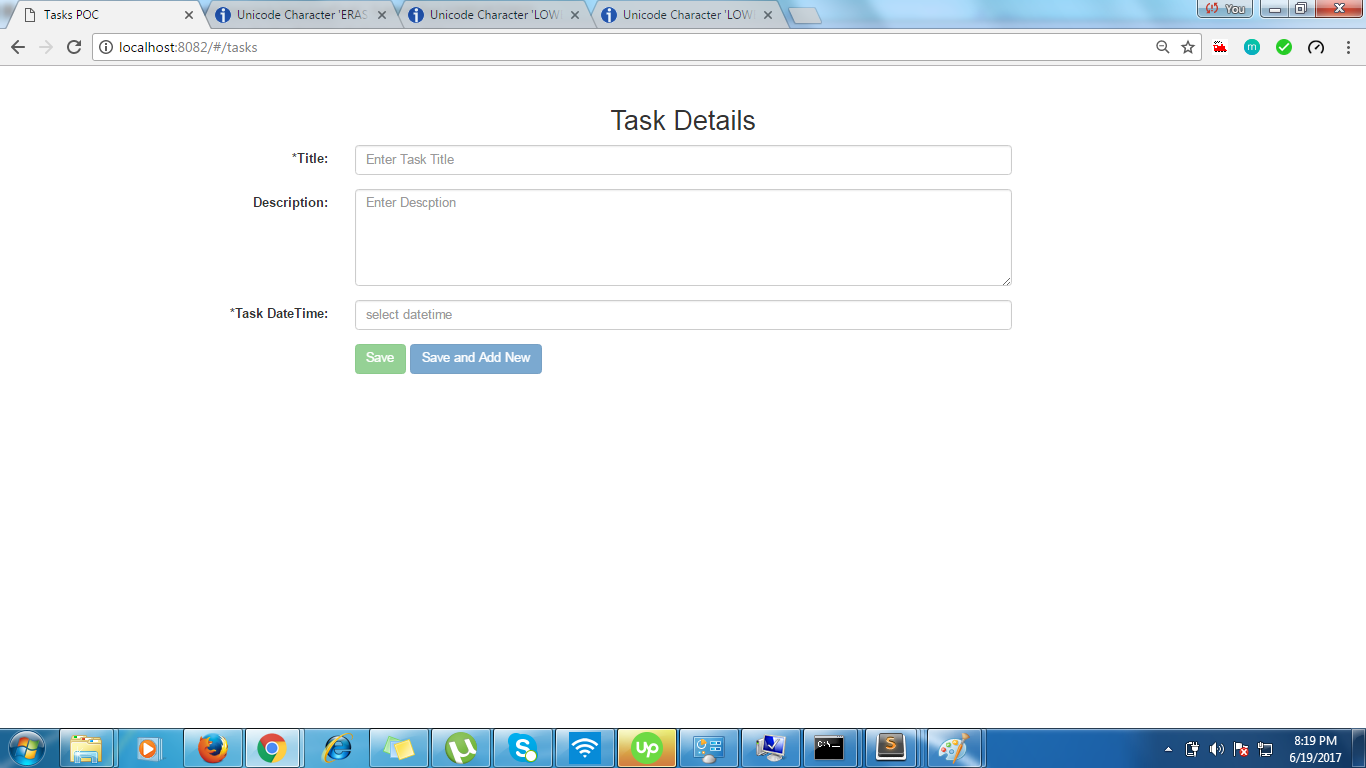 Tasks POC
Unicode Character 'ERAS
Unicode Character 'LOW
Unicode Character 'LOW
You
localhost:8082/#/tasks
m
Task Details
*Title:
Enter Task Title
Description:
Enter Descption
*Task DateTime:
select datetime
Save
Save and Add New
up
C:\
S
8:19 PM
6/19/2017